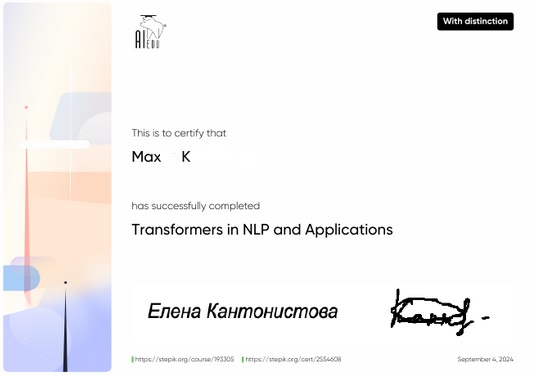 AI EDU
With distinction
This is to certify that
Max K
has successfully completed
Transformers in NLP and Applications
Елена Кантонистова
https://stepik.org/course/193305 https://stepik.org/cert/2554608
September 4, 2024